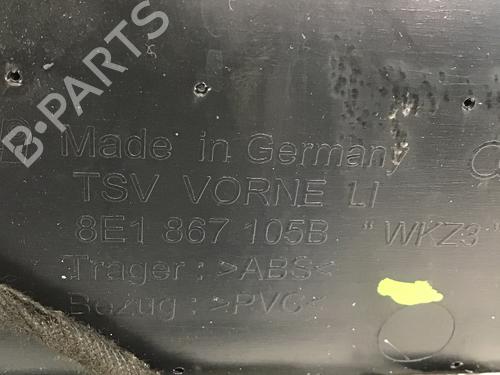 B-PARTS
Made in Germany
TSV VORNE LI
8E1 867 105B "WKZ3"
Träger : >ABS<
Bezug : >PVC<